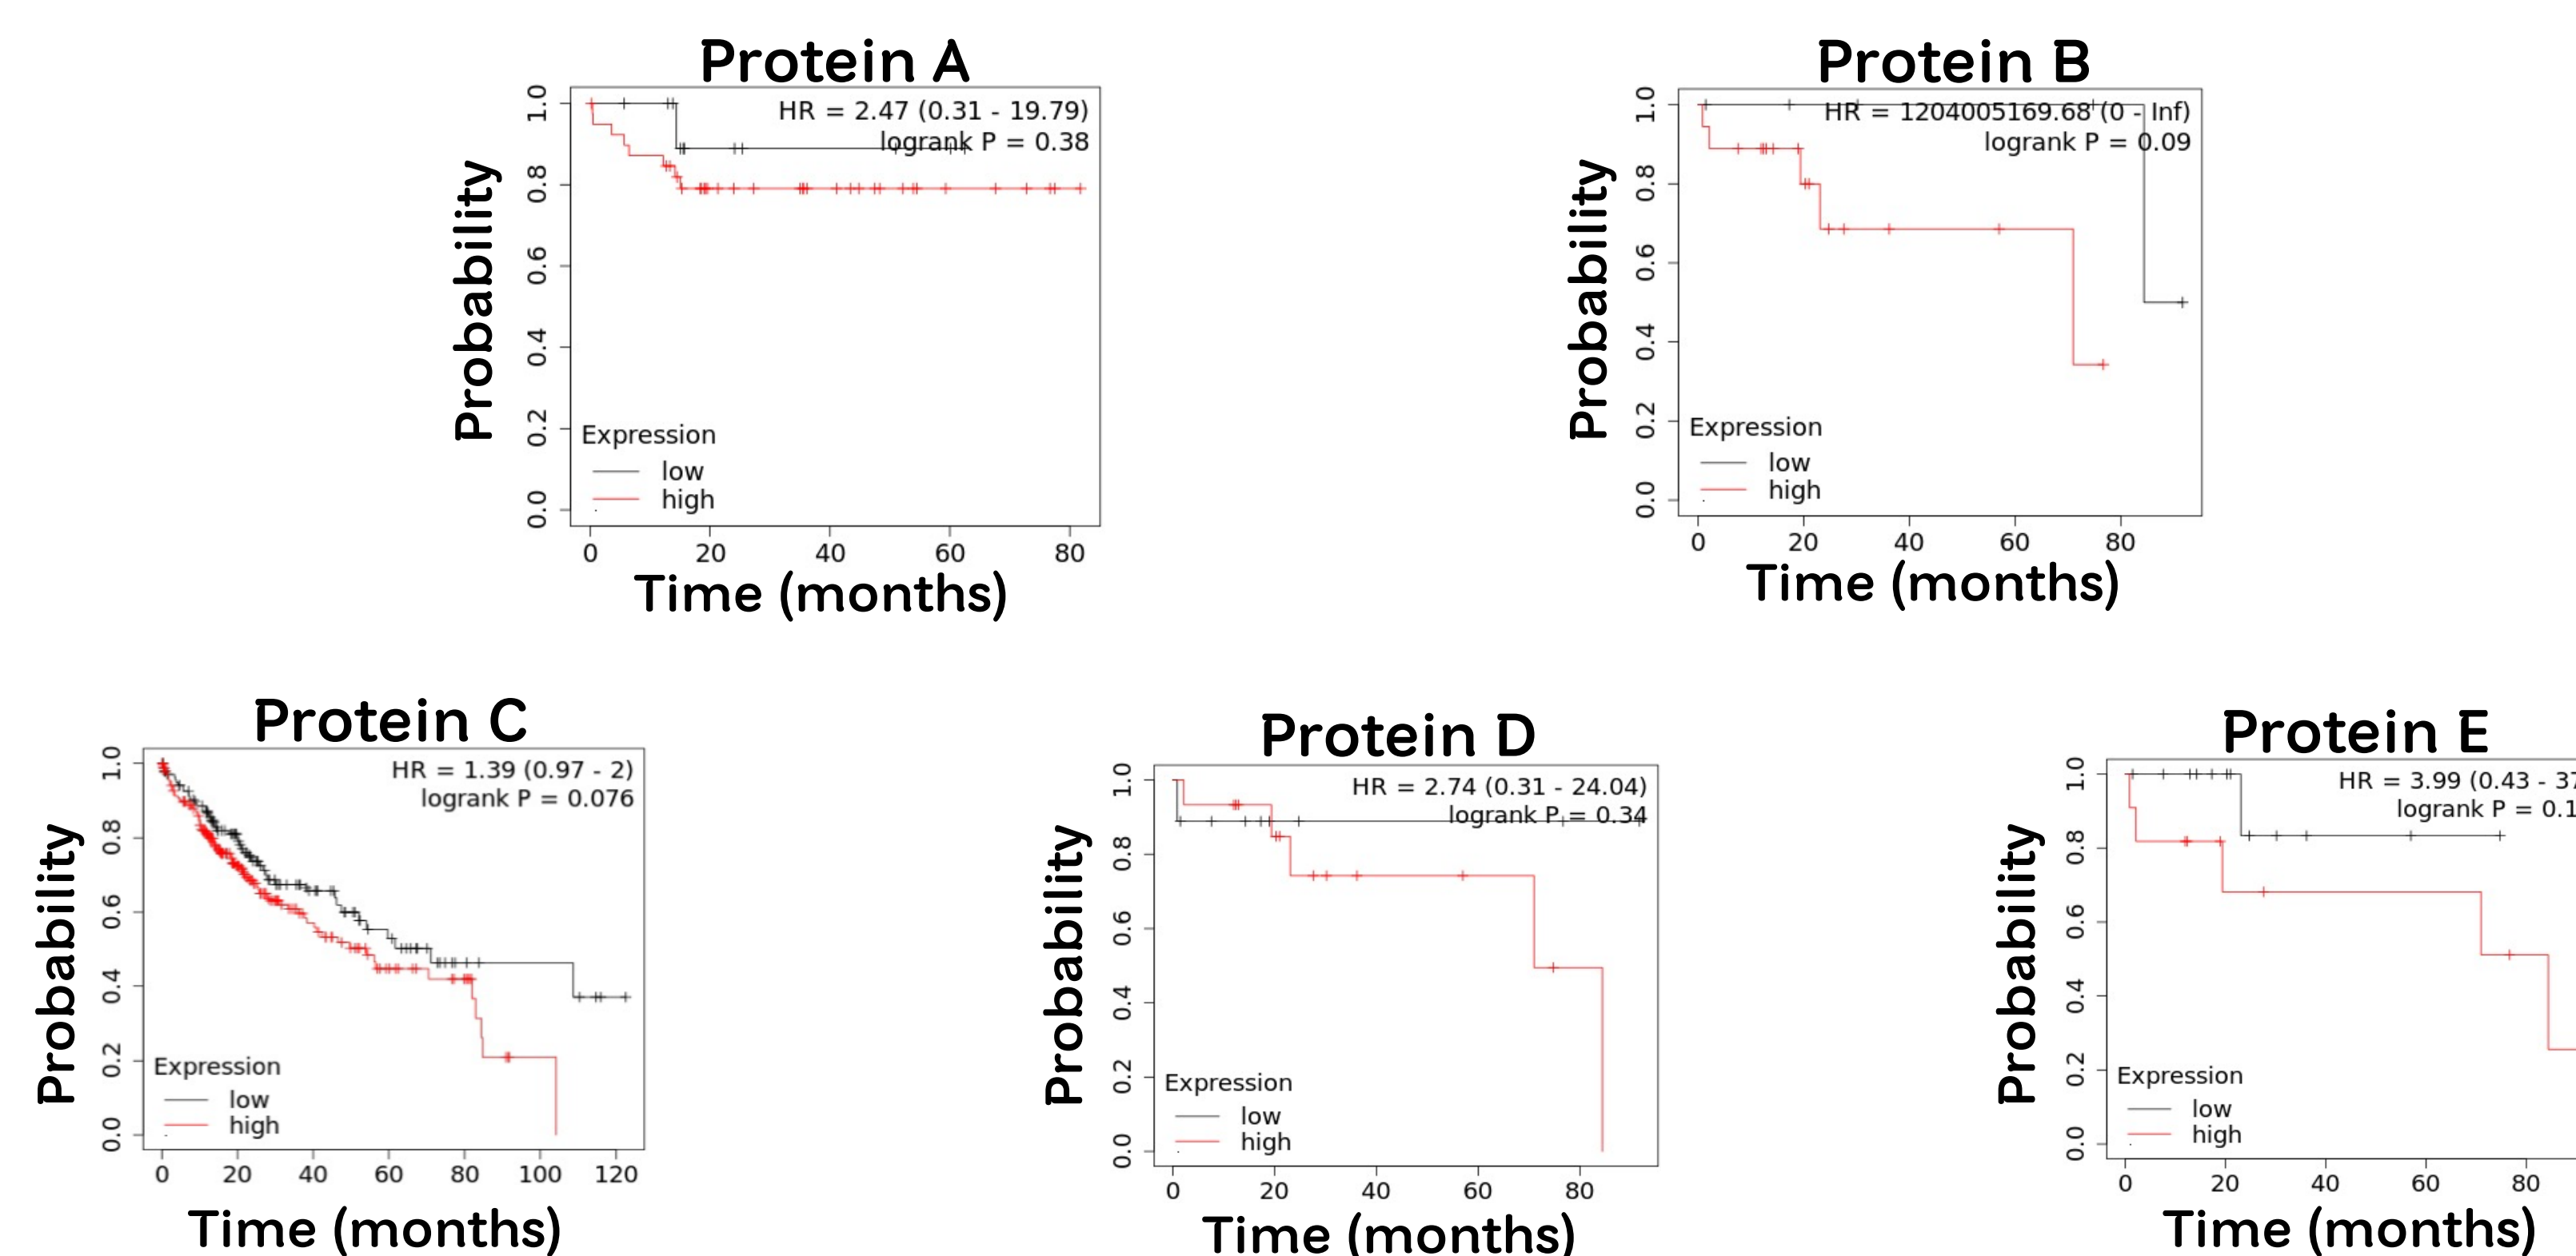 Protein A
HR = 2.47 (0.31 - 19.79)
logrank P = 0.38
Probability
1.0
0.8
0.6
0.4
0.2
0.0
Expression
low
high
0 20 40 60 80
Time (months)
Protein B
HR = 1204005169.68 (0 - Inf)
logrank P = 0.09
Probability
1.0
0.8
0.6
0.4
0.2
0.0
Expression
low
high
0 20 40 60 80
Time (months)
Protein C
HR = 1.39 (0.97 - 2)
logrank P = 0.076
Probability
1.0
0.8
0.6
0.4
0.2
0.0
Expression
low
high
0 20 40 60 80 100 120
Time (months)
Protein D
HR = 2.74 (0.31 - 24.04)
logrank P = 0.34
Probability
1.0
0.8
0.6
0.4
0.2
0.0
Expression
low
high
0 20 40 60 80
Time (months)
Protein E
HR = 3.99 (0.43 - 37
logrank P = 0.1
Probability
1.0
0.8
0.6
0.4
0.2
0.0
Expression
low
high
0 20 40 60 80
Time (months)